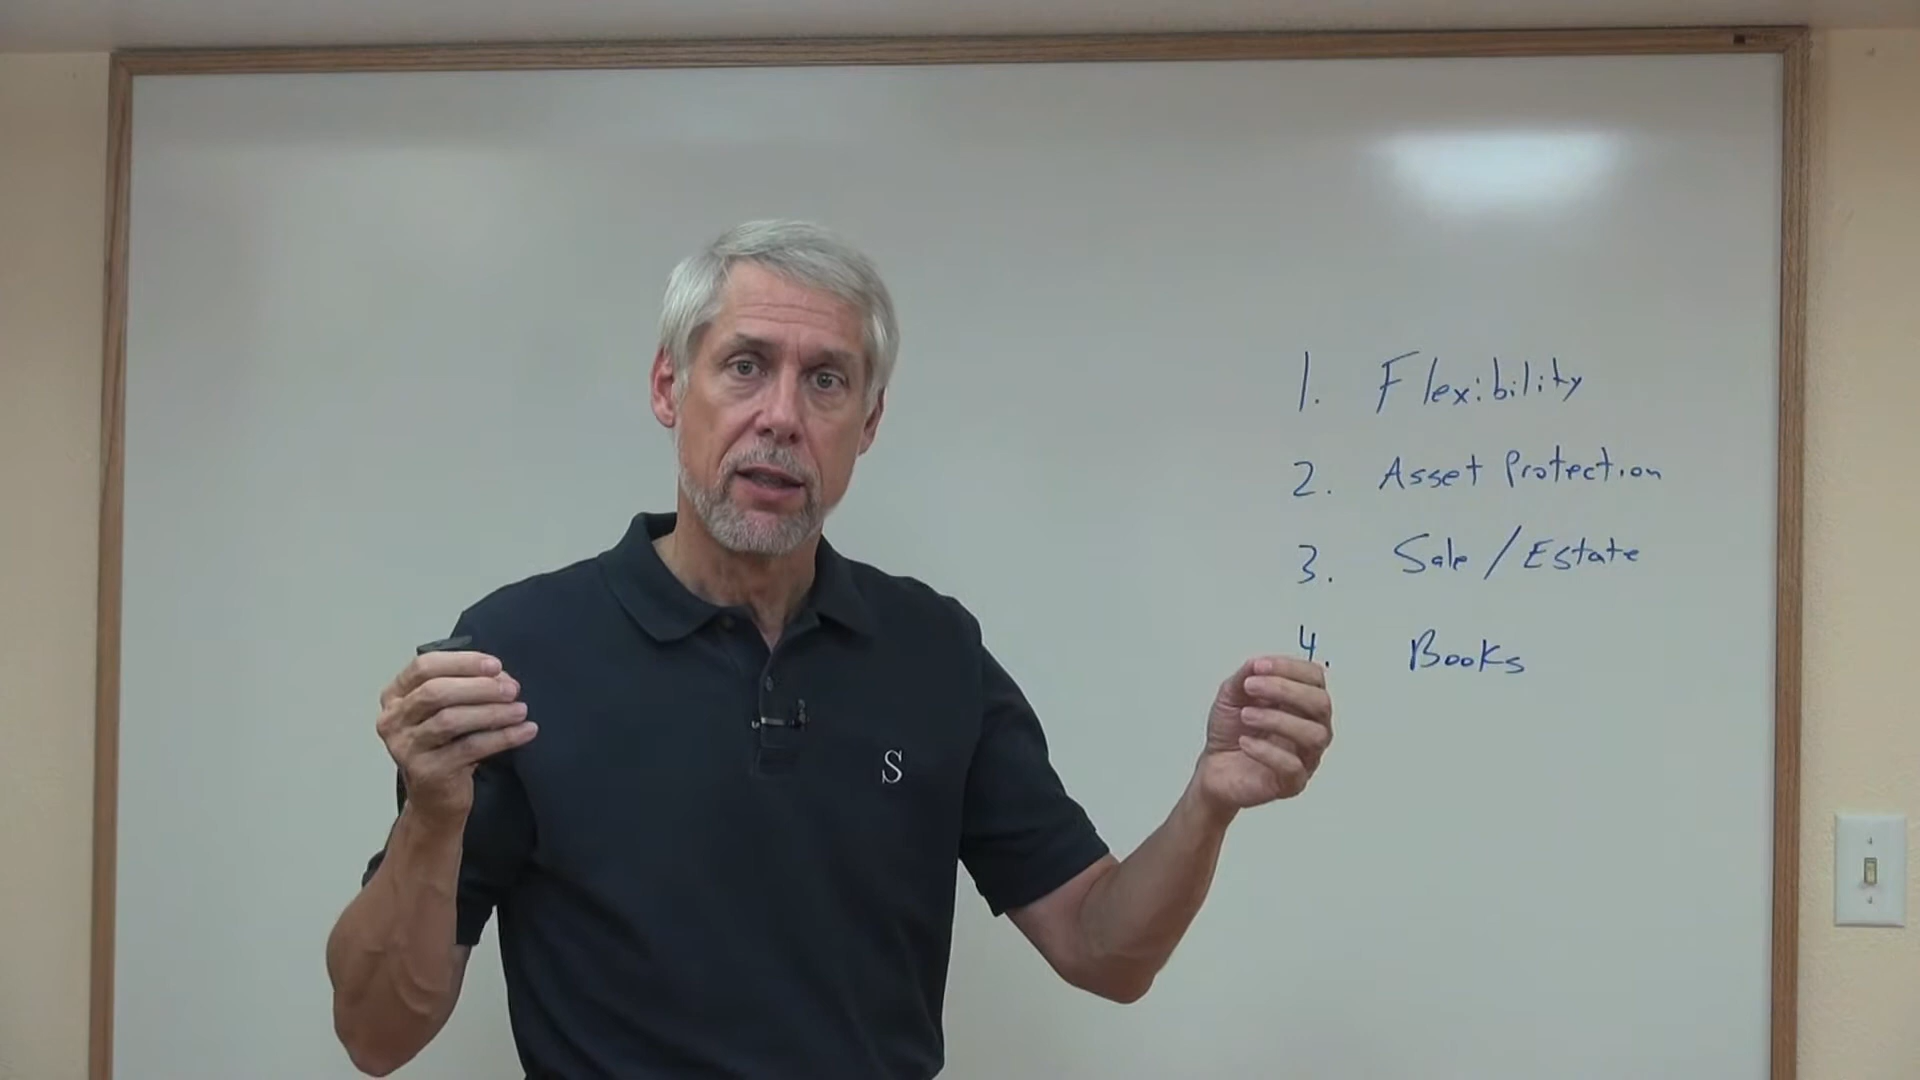 1. Flexibility
2. Asset Protection
3. Sale / Estate
4. Books
S